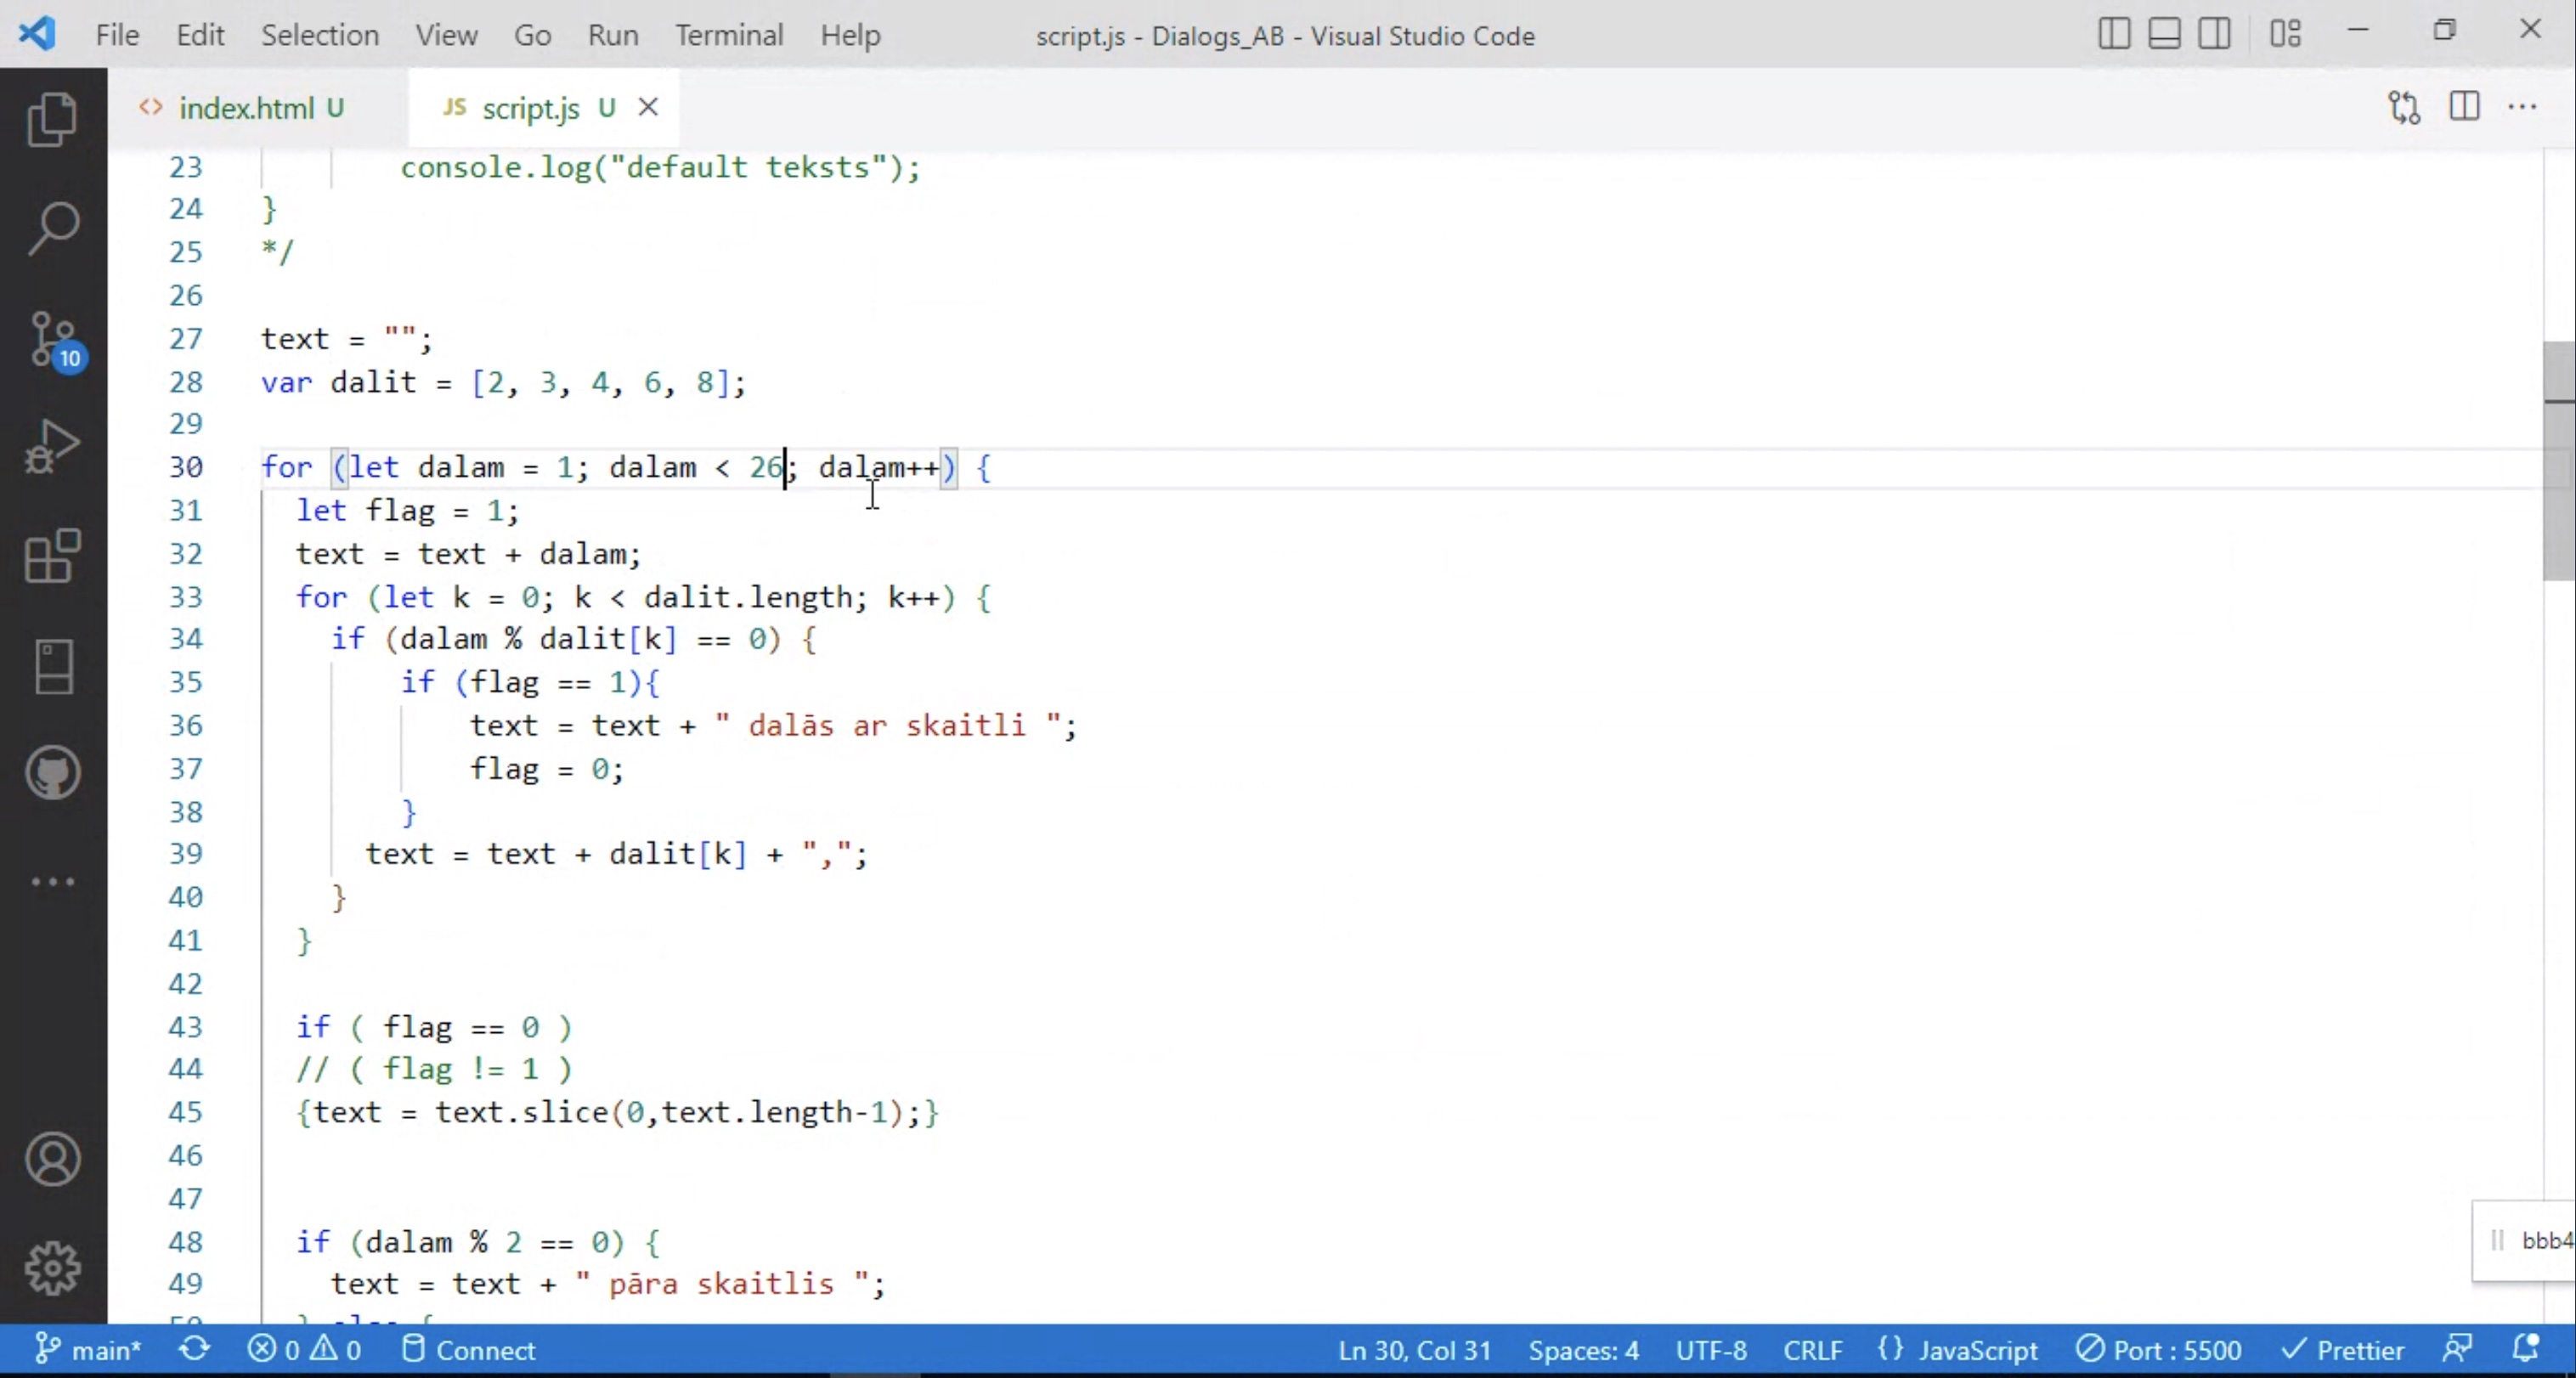 File Edit Selection View Go Run Terminal Help script.js - Dialogs_AB - Visual Studio Code
<> index.html U JS script.js U
23 console.log("default teksts");
24 }
25 */
26
27 text = "";
28 var dalit = [2, 3, 4, 6, 8];
29
30 for (let dalam = 1; dalam < 26; dalam++) {
31 let flag = 1;
32 text = text + dalam;
33 for (let k = 0; k < dalit.length; k++) {
34 if (dalam % dalit[k] == 0) {
35 if (flag == 1){
36 text = text + " dalās ar skaitli ";
37 flag = 0;
38 }
39 text = text + dalit[k] + ",";
40 }
41 }
42
43 if ( flag == 0 )
44 // ( flag != 1 )
45 {text = text.slice(0,text.length-1);}
46
47
48 if (dalam % 2 == 0) {
49 text = text + " pāra skaitlis ";
50 } else {
10
bbb4
main* 0 0 Connect Ln 30, Col 31 Spaces: 4 UTF-8 CRLF {} JavaScript Port : 5500 Prettier